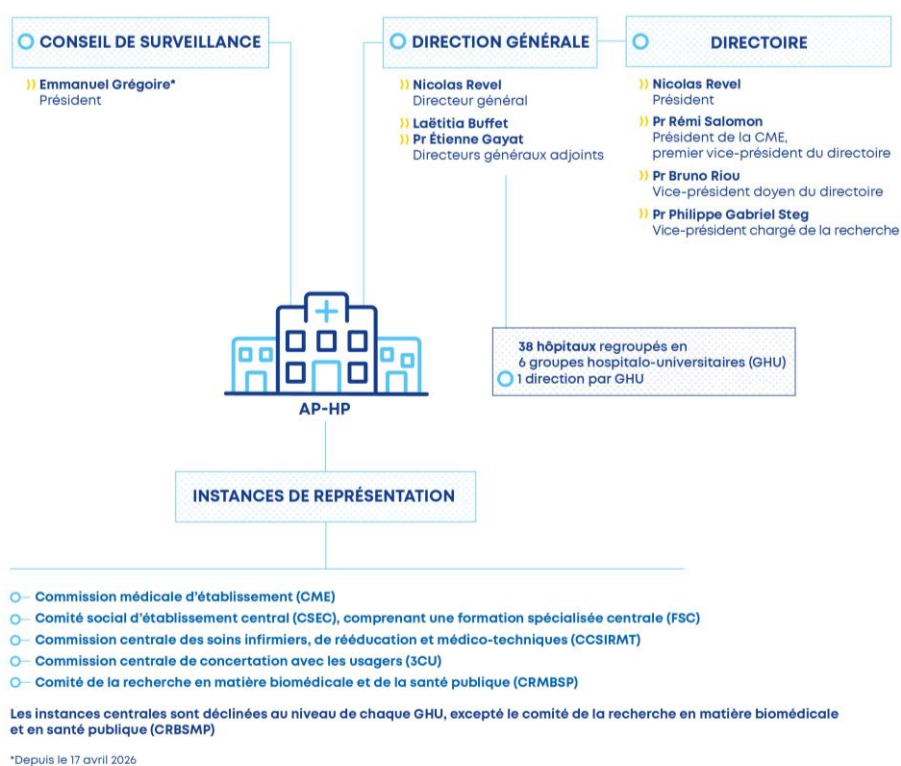 CONSEIL DE SURVEILLANCE
Emmanuel Grégoire*
Président
DIRECTION GÉNÉRALE
Nicolas Revel
Directeur général
Laëtitia Buffet
Pr Étienne Gayat
Directeurs généraux adjoints
DIRECTOIRE
Nicolas Revel
Président
Pr Rémi Salomon
Président de la CME,
premier vice-président du directoire
Pr Bruno Riou
Vice-président doyen du directoire
Pr Philippe Gabriel Steg
Vice-président chargé de la recherche
38 hôpitaux regroupés en
6 groupes hospitalo-universitaires (GHU)
1 direction par GHU
AP-HP
INSTANCES DE REPRÉSENTATION
Commission médicale d'établissement (CME)
Comité social d'établissement central (CSEC), comprenant une formation spécialisée centrale (FSC)
Commission centrale des soins infirmiers, de rééducation et médico-techniques (CCSIRMT)
Commission centrale de concertation avec les usagers (3CU)
Comité de la recherche en matière biomédicale et de la santé publique (CRMBSP)
Les instances centrales sont déclinées au niveau de chaque GHU, excepté le comité de la recherche en matière biomédicale
et en santé publique (CRBSMP)
*Depuis le 17 avril 2026